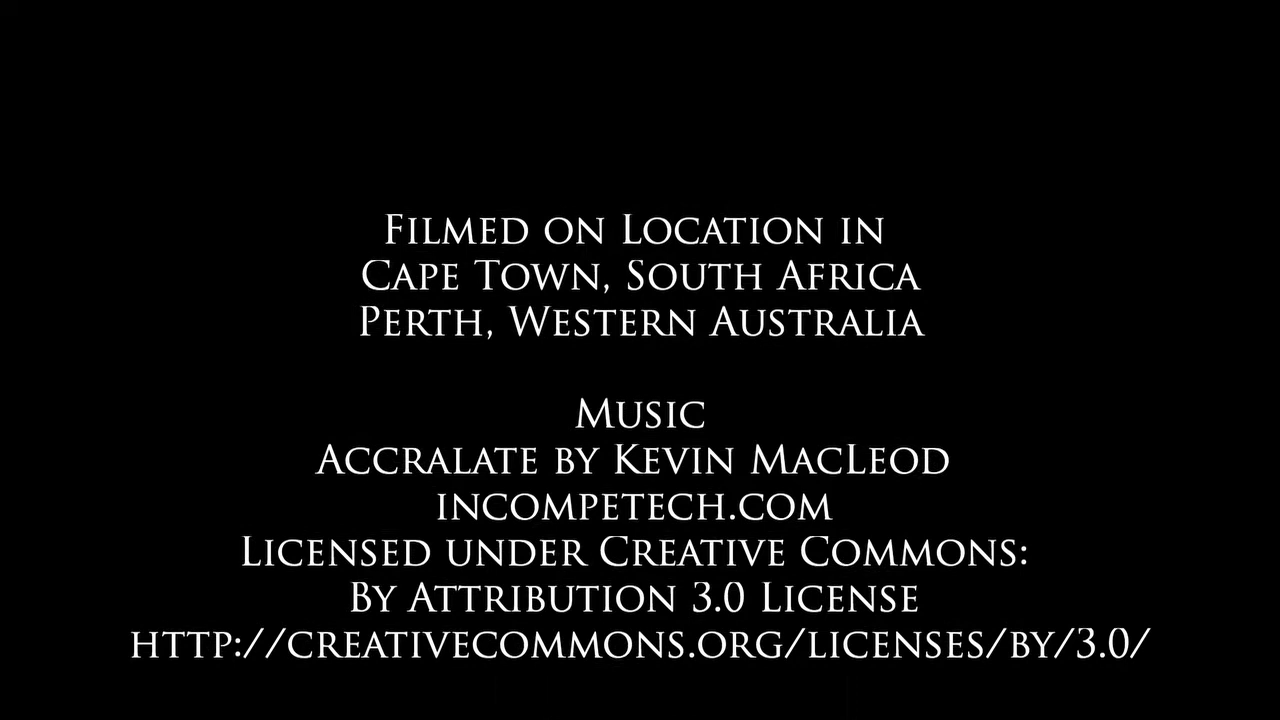 Filmed on Location in
Cape Town, South Africa
Perth, Western Australia
Music
Accralate by Kevin MacLeod
incompetech.com
Licensed under Creative Commons:
By Attribution 3.0 License
http://creativecommons.org/licenses/by/3.0/